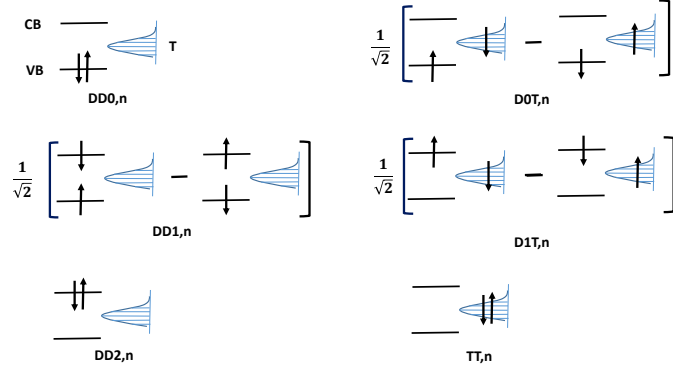 CB
T
VB
DD0,n
1/√2
D0T,n
1/√2
DD1,n
1/√2
D1T,n
DD2,n
TT,n